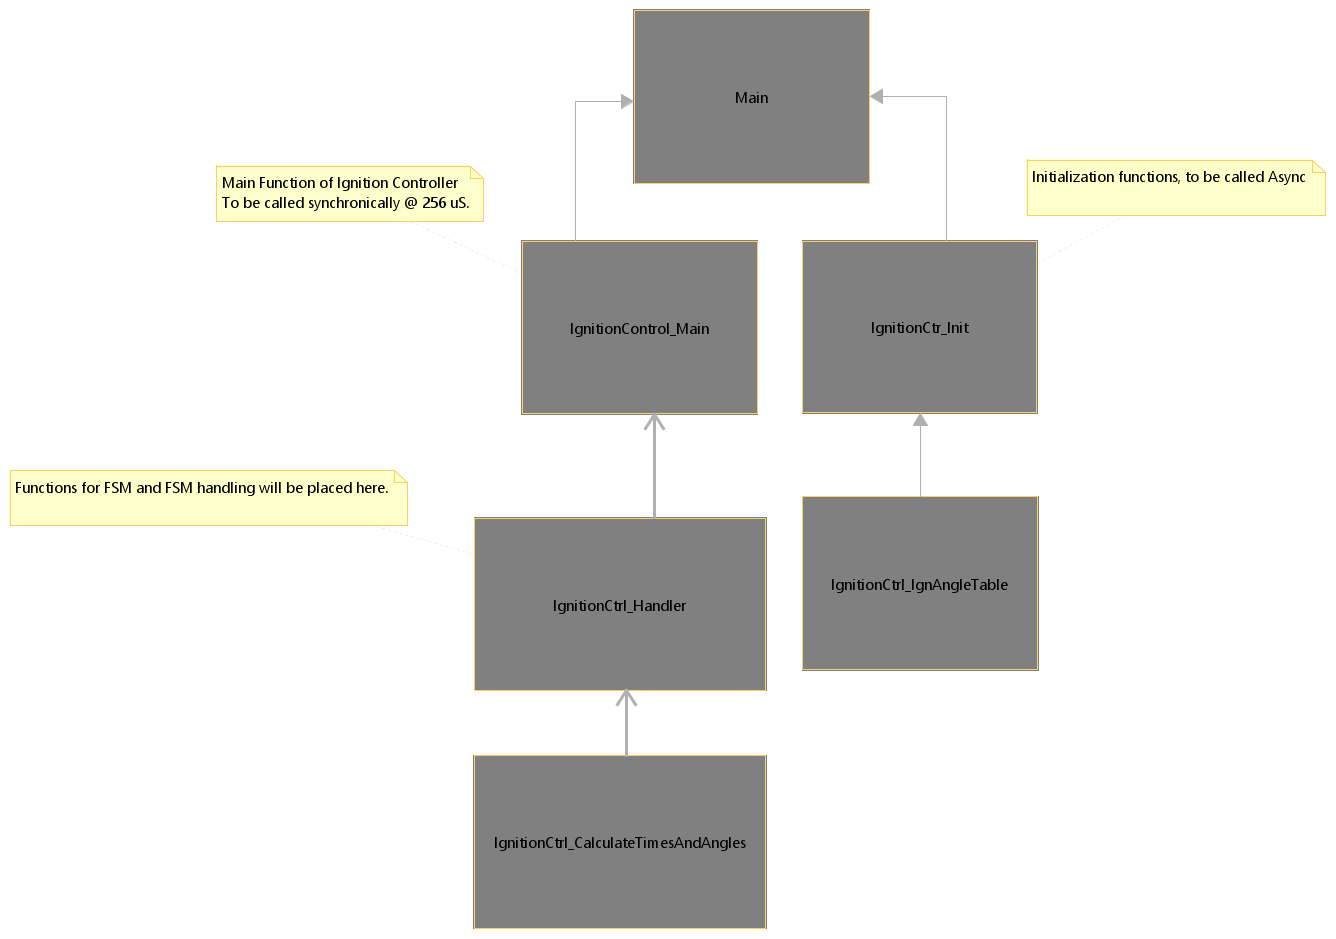 Main
Main Function of Ignition Controller
To be called synchronically @ 256 uS.
Initialization functions, to be called Async
IgnitionControl_Main
IgnitionCtr_Init
Functions for FSM and FSM handling will be placed here.
IgnitionCtrl_Handler
IgnitionCtrl_IgnAngleTable
IgnitionCtrl_CalculateTimesAndAngles